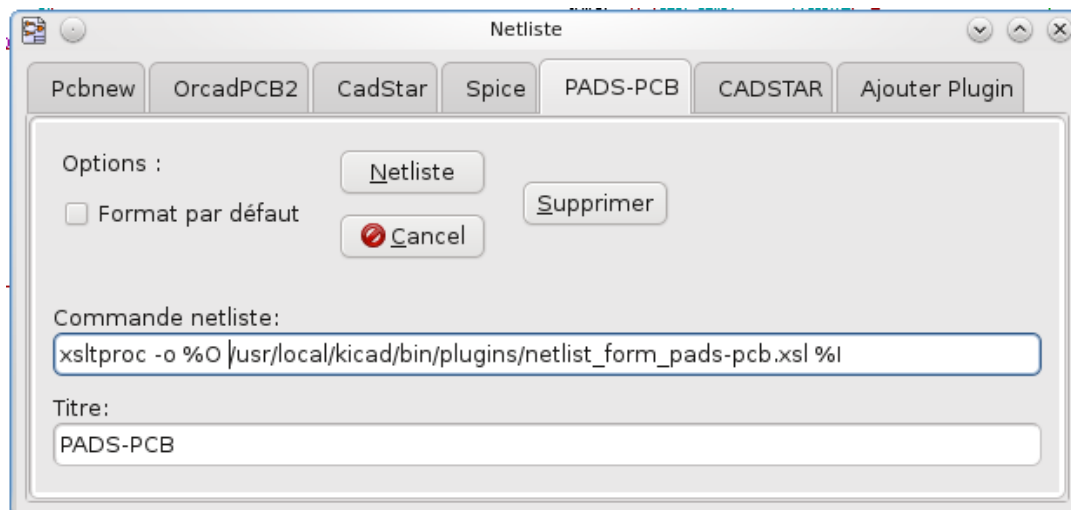 Netliste
Pcbnew OrcadPCB2 CadStar Spice PADS-PCB CADSTAR Ajouter Plugin
Options :
Netliste
Supprimer
Format par défaut
Cancel
Commande netliste:
xsltproc -o %O /usr/local/kicad/bin/plugins/netlist_form_pads-pcb.xsl %I
Titre:
PADS-PCB